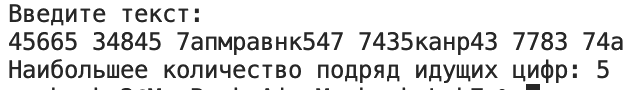 Введите текст:
45665 34845 7апмравнк547 7435канр43 7783 74а
Наибольшее количество подряд идущих цифр: 5